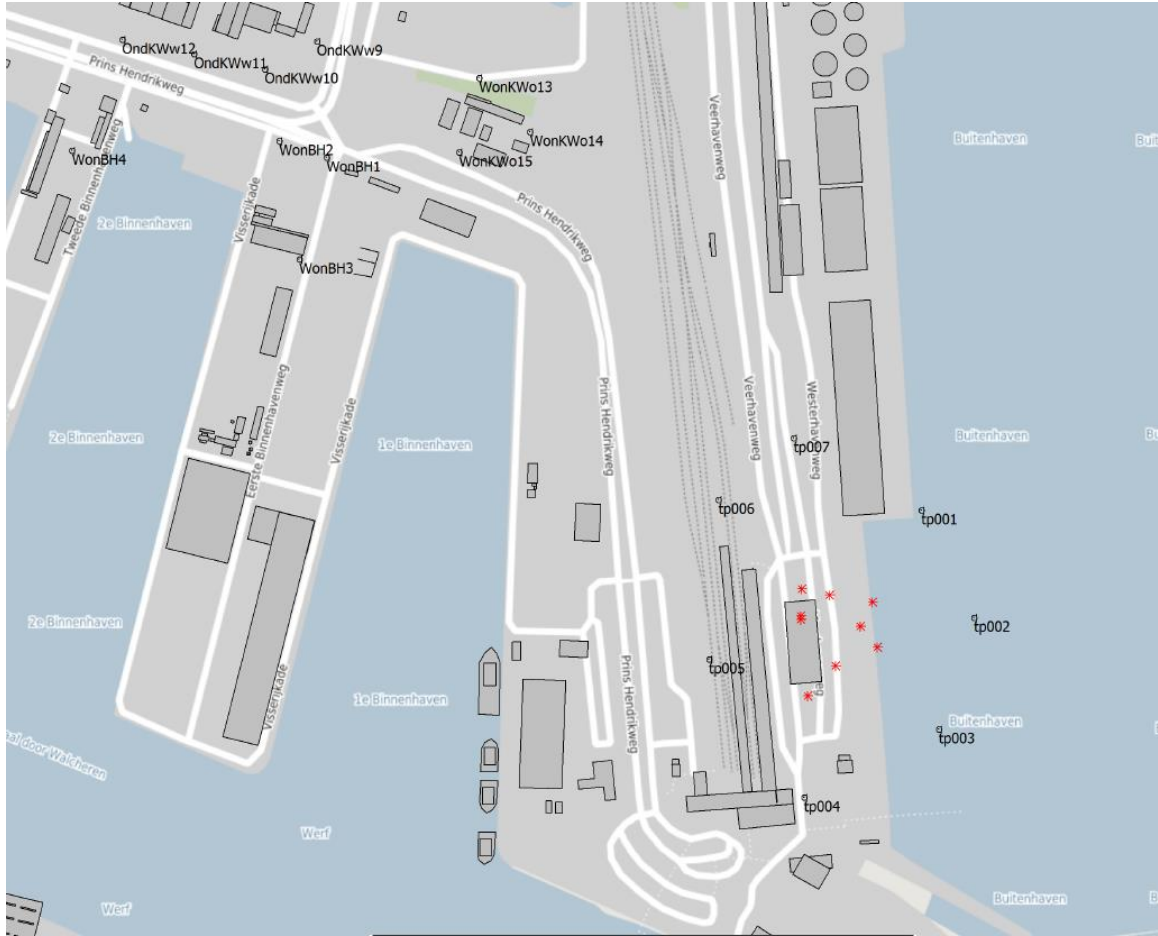 OndKWw12
OndKWw11
OndKWw10
OndKWw9
Prins Hendrikweg
WonKWo13
WonKWo14
WonKWo15
WonBH4
WonBH2
WonBH1
WonBH3
Tweede Binnenhavenweg
2e Binnenhaven
Visserijkade
Prins Hendrikweg
Veerhavenweg
Buitenhaven
2e Binnenhaven
Eerste Binnenhavenweg
Visserijkade
1e Binnenhaven
Prins Hendrikweg
Veerhavenweg
Westerhavenweg
Buitenhaven
tp007
tp006
tp001
tp002
2e Binnenhaven
Visserijkade
1e Binnenhaven
Prins Hendrikweg
tp005
Buitenhaven
tp003
tp004
aal door Walcheren
Werf
Werf
Buitenhaven